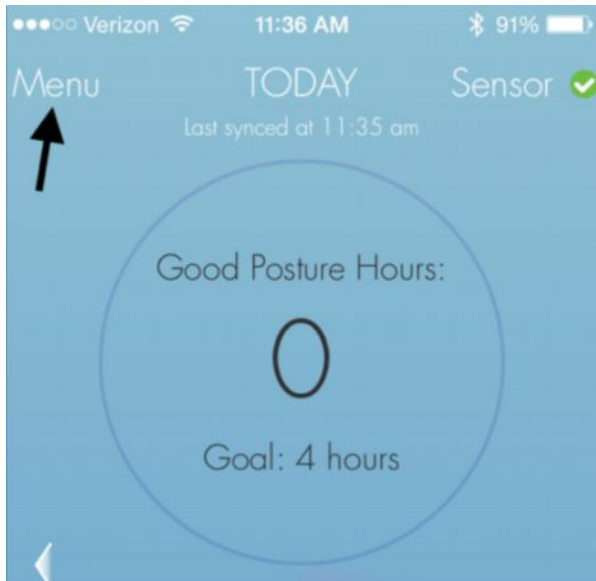 Verizon 11:36 AM 91%
Menu TODAY Sensor
Last synced at 11:35 am
Good Posture Hours:
0
Goal: 4 hours